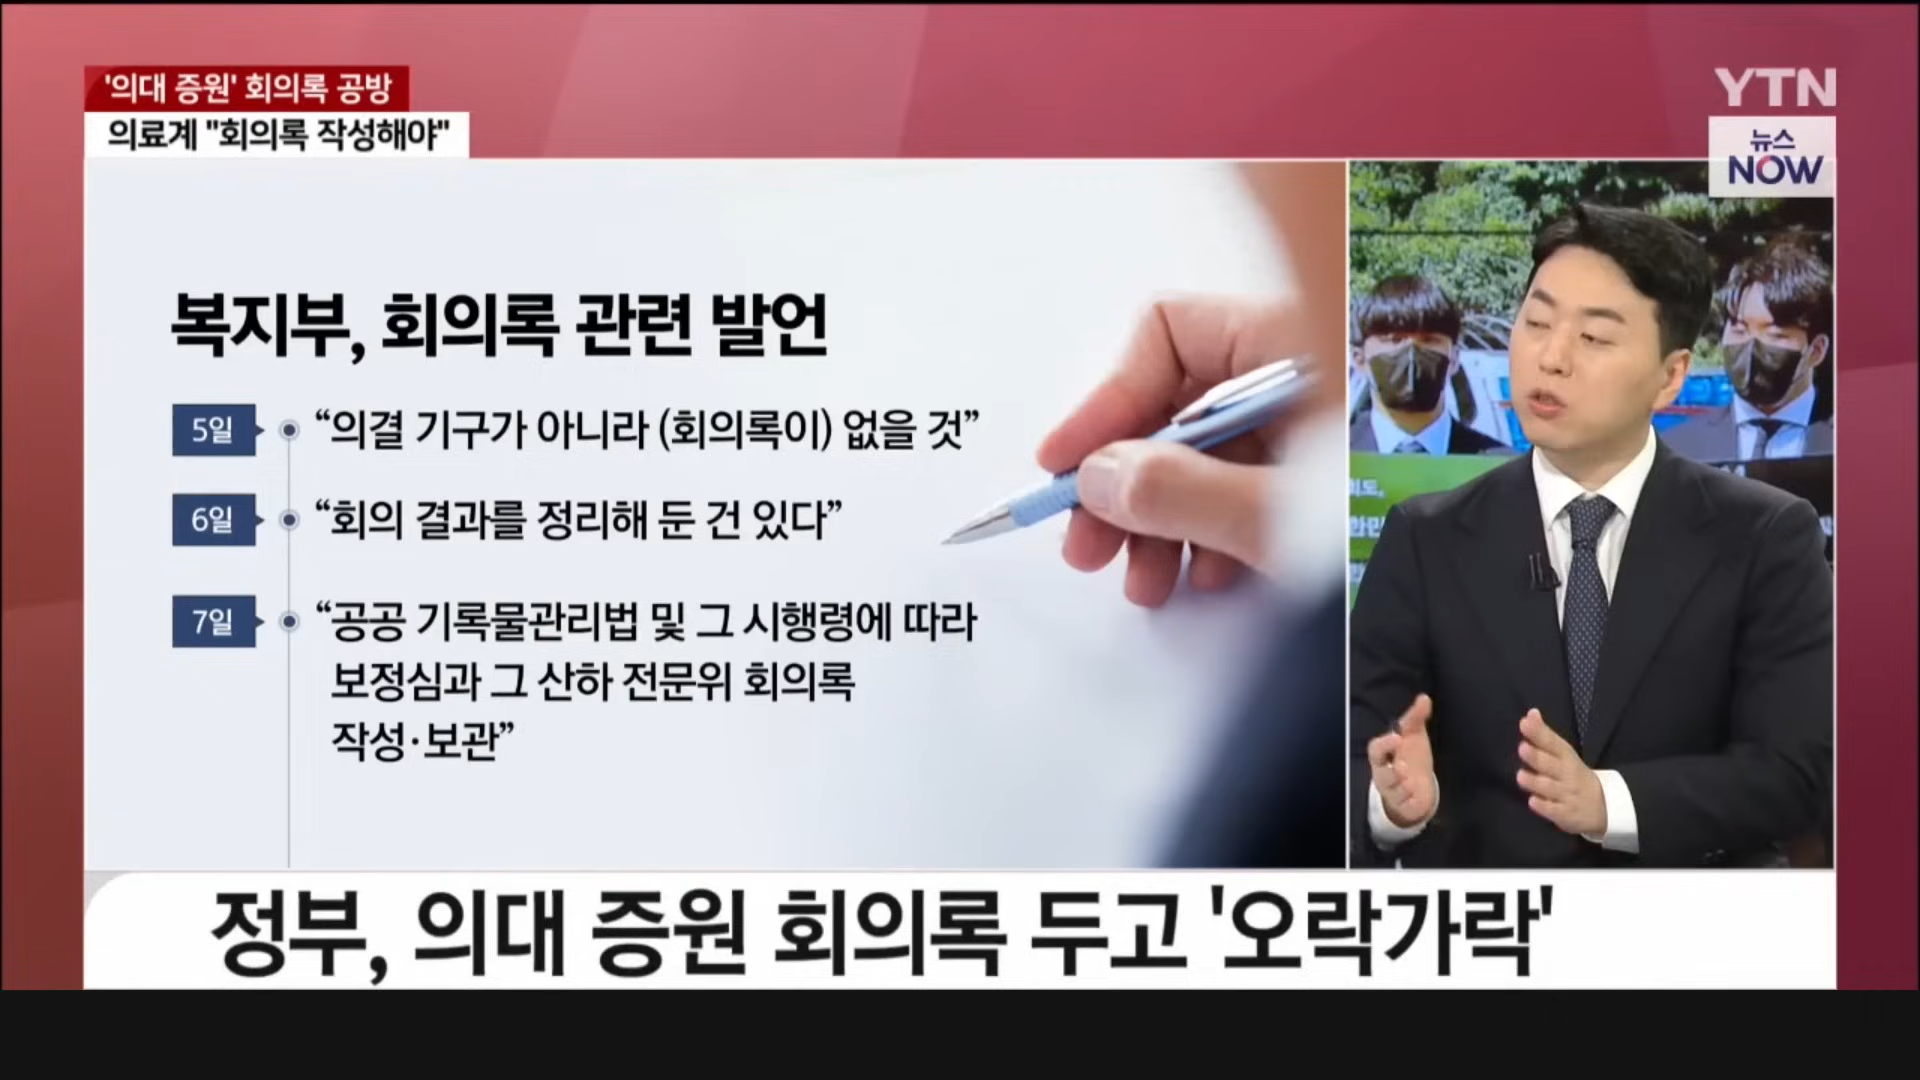 '의대 증원' 회의록 공방
의료계 "회의록 작성해야"
YTN
뉴스
NOW
복지부, 회의록 관련 발언
5일 “의결 기구가 아니라 (회의록이) 없을 것”
6일 “회의 결과를 정리해 둔 건 있다”
7일 “공공 기록물관리법 및 그 시행령에 따라
보정심과 그 산하 전문위 회의록
작성·보관”
정부, 의대 증원 회의록 두고 '오락가락'